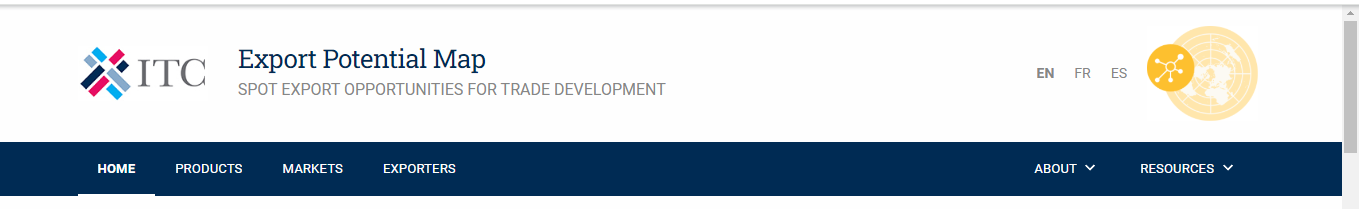 ITC
Export Potential Map
SPOT EXPORT OPPORTUNITIES FOR TRADE DEVELOPMENT
EN FR ES
HOME PRODUCTS MARKETS EXPORTERS ABOUT RESOURCES